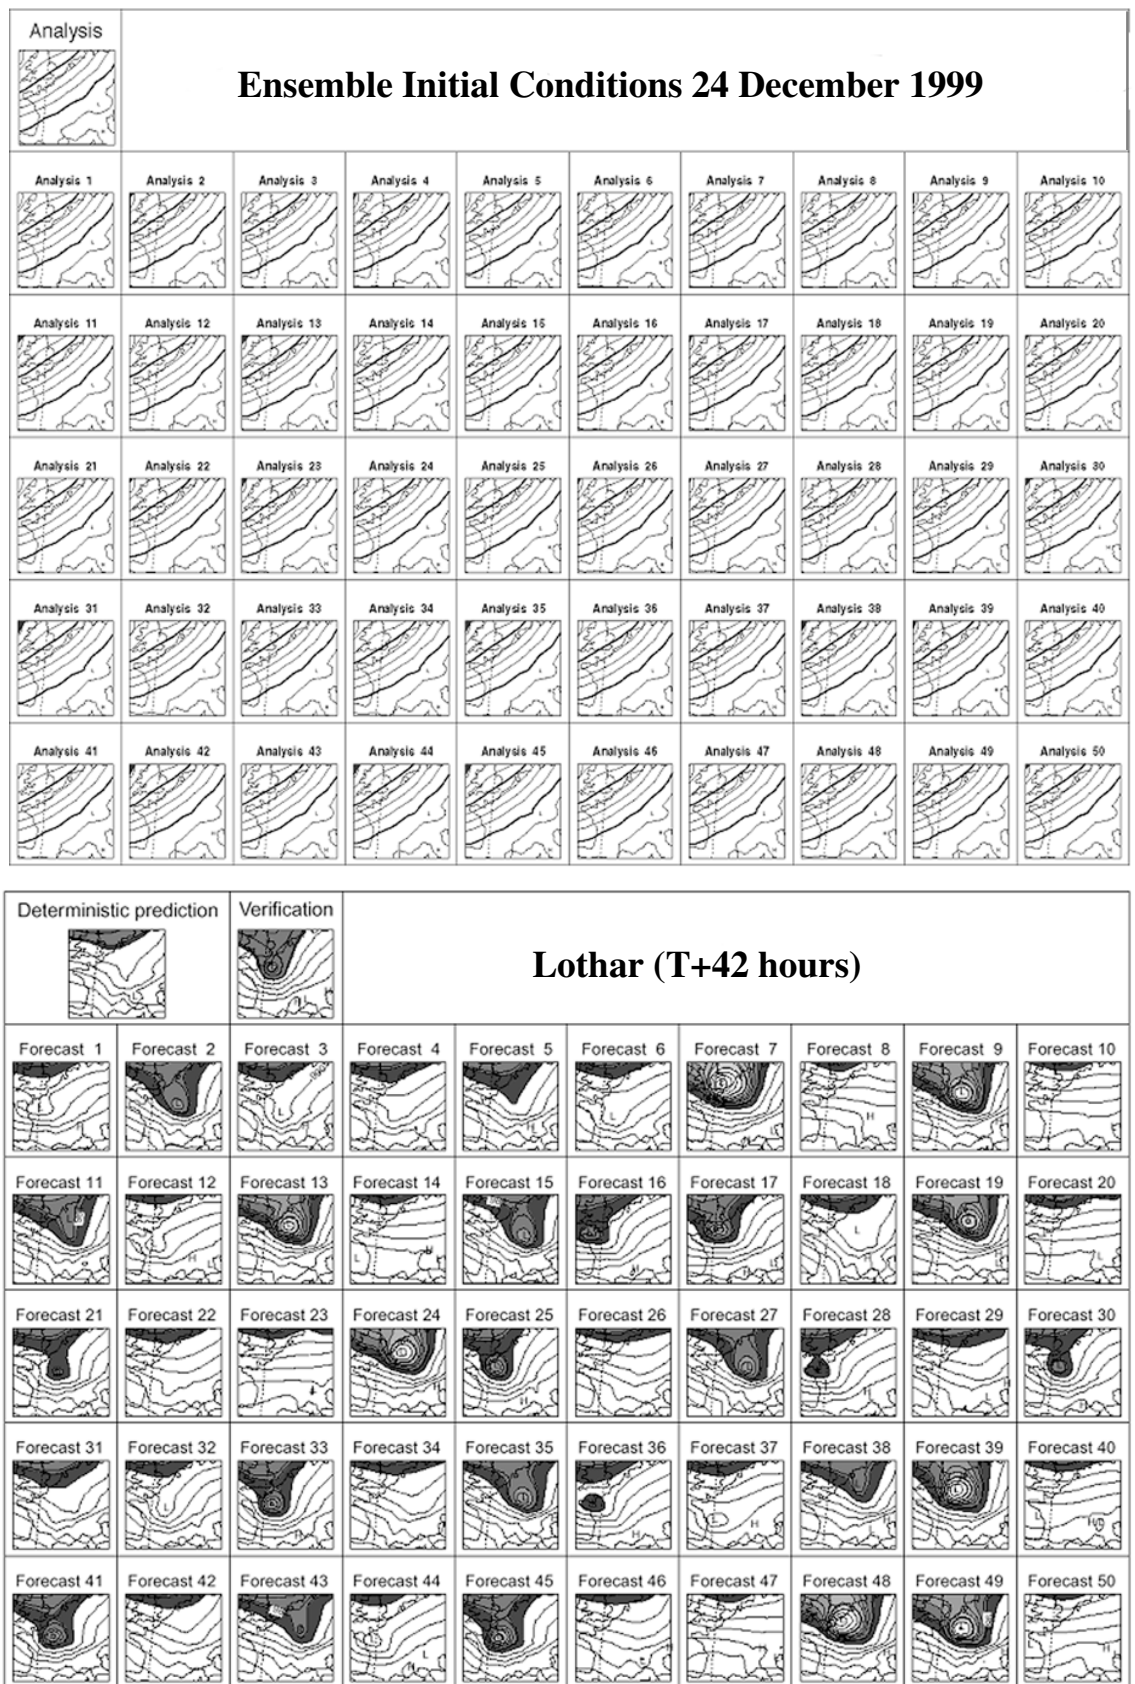 Analysis
Ensemble Initial Conditions 24 December 1999
Analysis 1 Analysis 2 Analysis 3 Analysis 4 Analysis 5 Analysis 6 Analysis 7 Analysis 8 Analysis 9 Analysis 10
Analysis 11 Analysis 12 Analysis 13 Analysis 14 Analysis 15 Analysis 16 Analysis 17 Analysis 18 Analysis 19 Analysis 20
Analysis 21 Analysis 22 Analysis 23 Analysis 24 Analysis 25 Analysis 26 Analysis 27 Analysis 28 Analysis 29 Analysis 30
Analysis 31 Analysis 32 Analysis 33 Analysis 34 Analysis 35 Analysis 36 Analysis 37 Analysis 38 Analysis 39 Analysis 40
Analysis 41 Analysis 42 Analysis 43 Analysis 44 Analysis 45 Analysis 46 Analysis 47 Analysis 48 Analysis 49 Analysis 50
Deterministic prediction Verification
Lothar (T+42 hours)
Forecast 1 Forecast 2 Forecast 3 Forecast 4 Forecast 5 Forecast 6 Forecast 7 Forecast 8 Forecast 9 Forecast 10
Forecast 11 Forecast 12 Forecast 13 Forecast 14 Forecast 15 Forecast 16 Forecast 17 Forecast 18 Forecast 19 Forecast 20
Forecast 21 Forecast 22 Forecast 23 Forecast 24 Forecast 25 Forecast 26 Forecast 27 Forecast 28 Forecast 29 Forecast 30
Forecast 31 Forecast 32 Forecast 33 Forecast 34 Forecast 35 Forecast 36 Forecast 37 Forecast 38 Forecast 39 Forecast 40
Forecast 41 Forecast 42 Forecast 43 Forecast 44 Forecast 45 Forecast 46 Forecast 47 Forecast 48 Forecast 49 Forecast 50